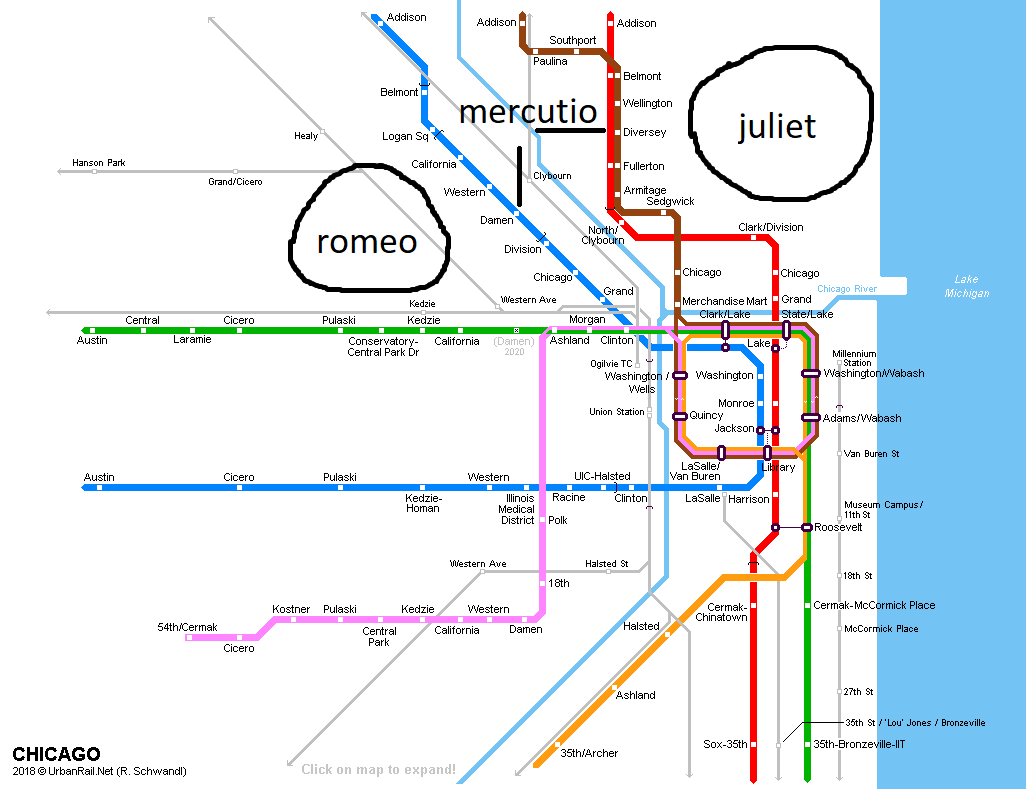 Addison
Addison
Addison
Southport
Paulina
Belmont
Belmont
mercutio
Wellington
juliet
Healy
Logan Sq
Diversey
Hanson Park
California
Fullerton
Grand/Cicero
Clybourn
Western
Armitage
Sedgwick
Damen
North/
Clybourn
Clark/Division
romeo
Division
Chicago
Chicago
Chicago
Lake
Michigan
Chicago River
Grand
Western Ave
Merchandise Mart
Grand
Kedzie
Clark/Lake
State/Lake
Central
Cicero
Pulaski
Kedzie
Morgan
Austin
Laramie
Conservatory-
Central Park Dr
California
(Damen)
2020
Ashland
Clinton
Lake
Millennium
Station
Ogilvie TC
Washington /
Wells
Washington
Washington/Wabash
Union Station
Quincy
Monroe
Adams/Wabash
Jackson
Van Buren St
LaSalle/
Van Buren
Library
Austin
Cicero
Pulaski
Western
UIC-Halsted
Kedzie-
Homan
Illinois
Medical
District
Racine
Clinton
LaSalle
Harrison
Museum Campus/
11th St
Polk
Roosevelt
Western Ave
Halsted St
18th
18th St
Kostner
Pulaski
Kedzie
Western
Cermak-
Chinatown
Cermak-McCormick Place
54th/Cermak
Cicero
Central
Park
California
Damen
Halsted
McCormick Place
Ashland
27th St
35th St / 'Lou' Jones / Bronzeville
35th/Archer
Sox-35th
35th-Bronzeville-IIT
CHICAGO
2018 © UrbanRail.Net (R. Schwandl)
Click on map to expand!